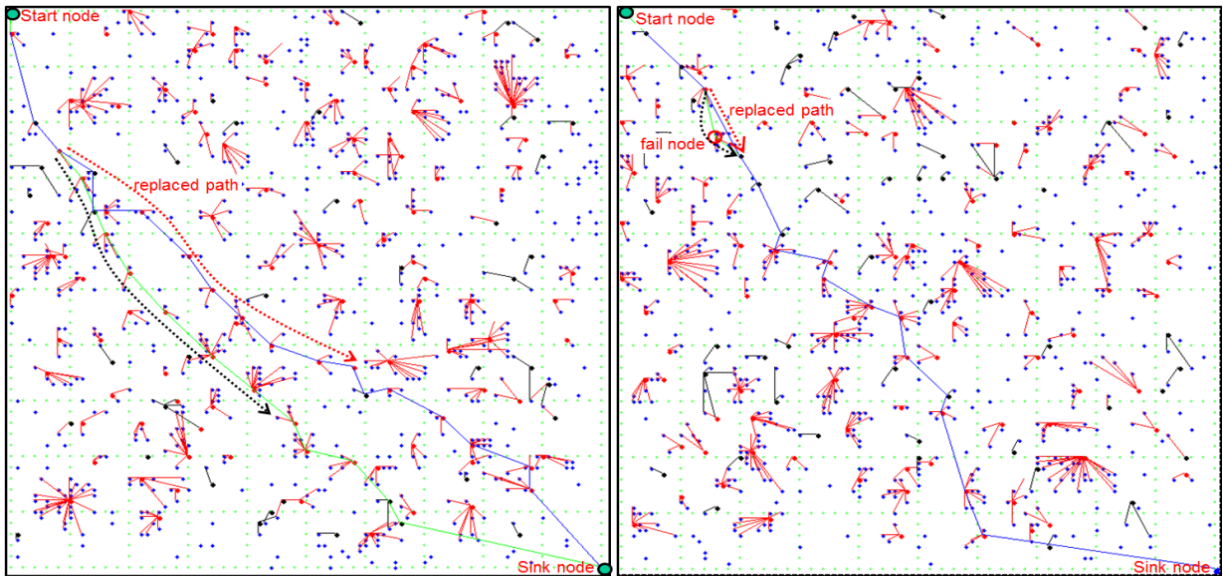 Start node
replaced path
Sink node
Start node
replaced path
fail node
Sink node